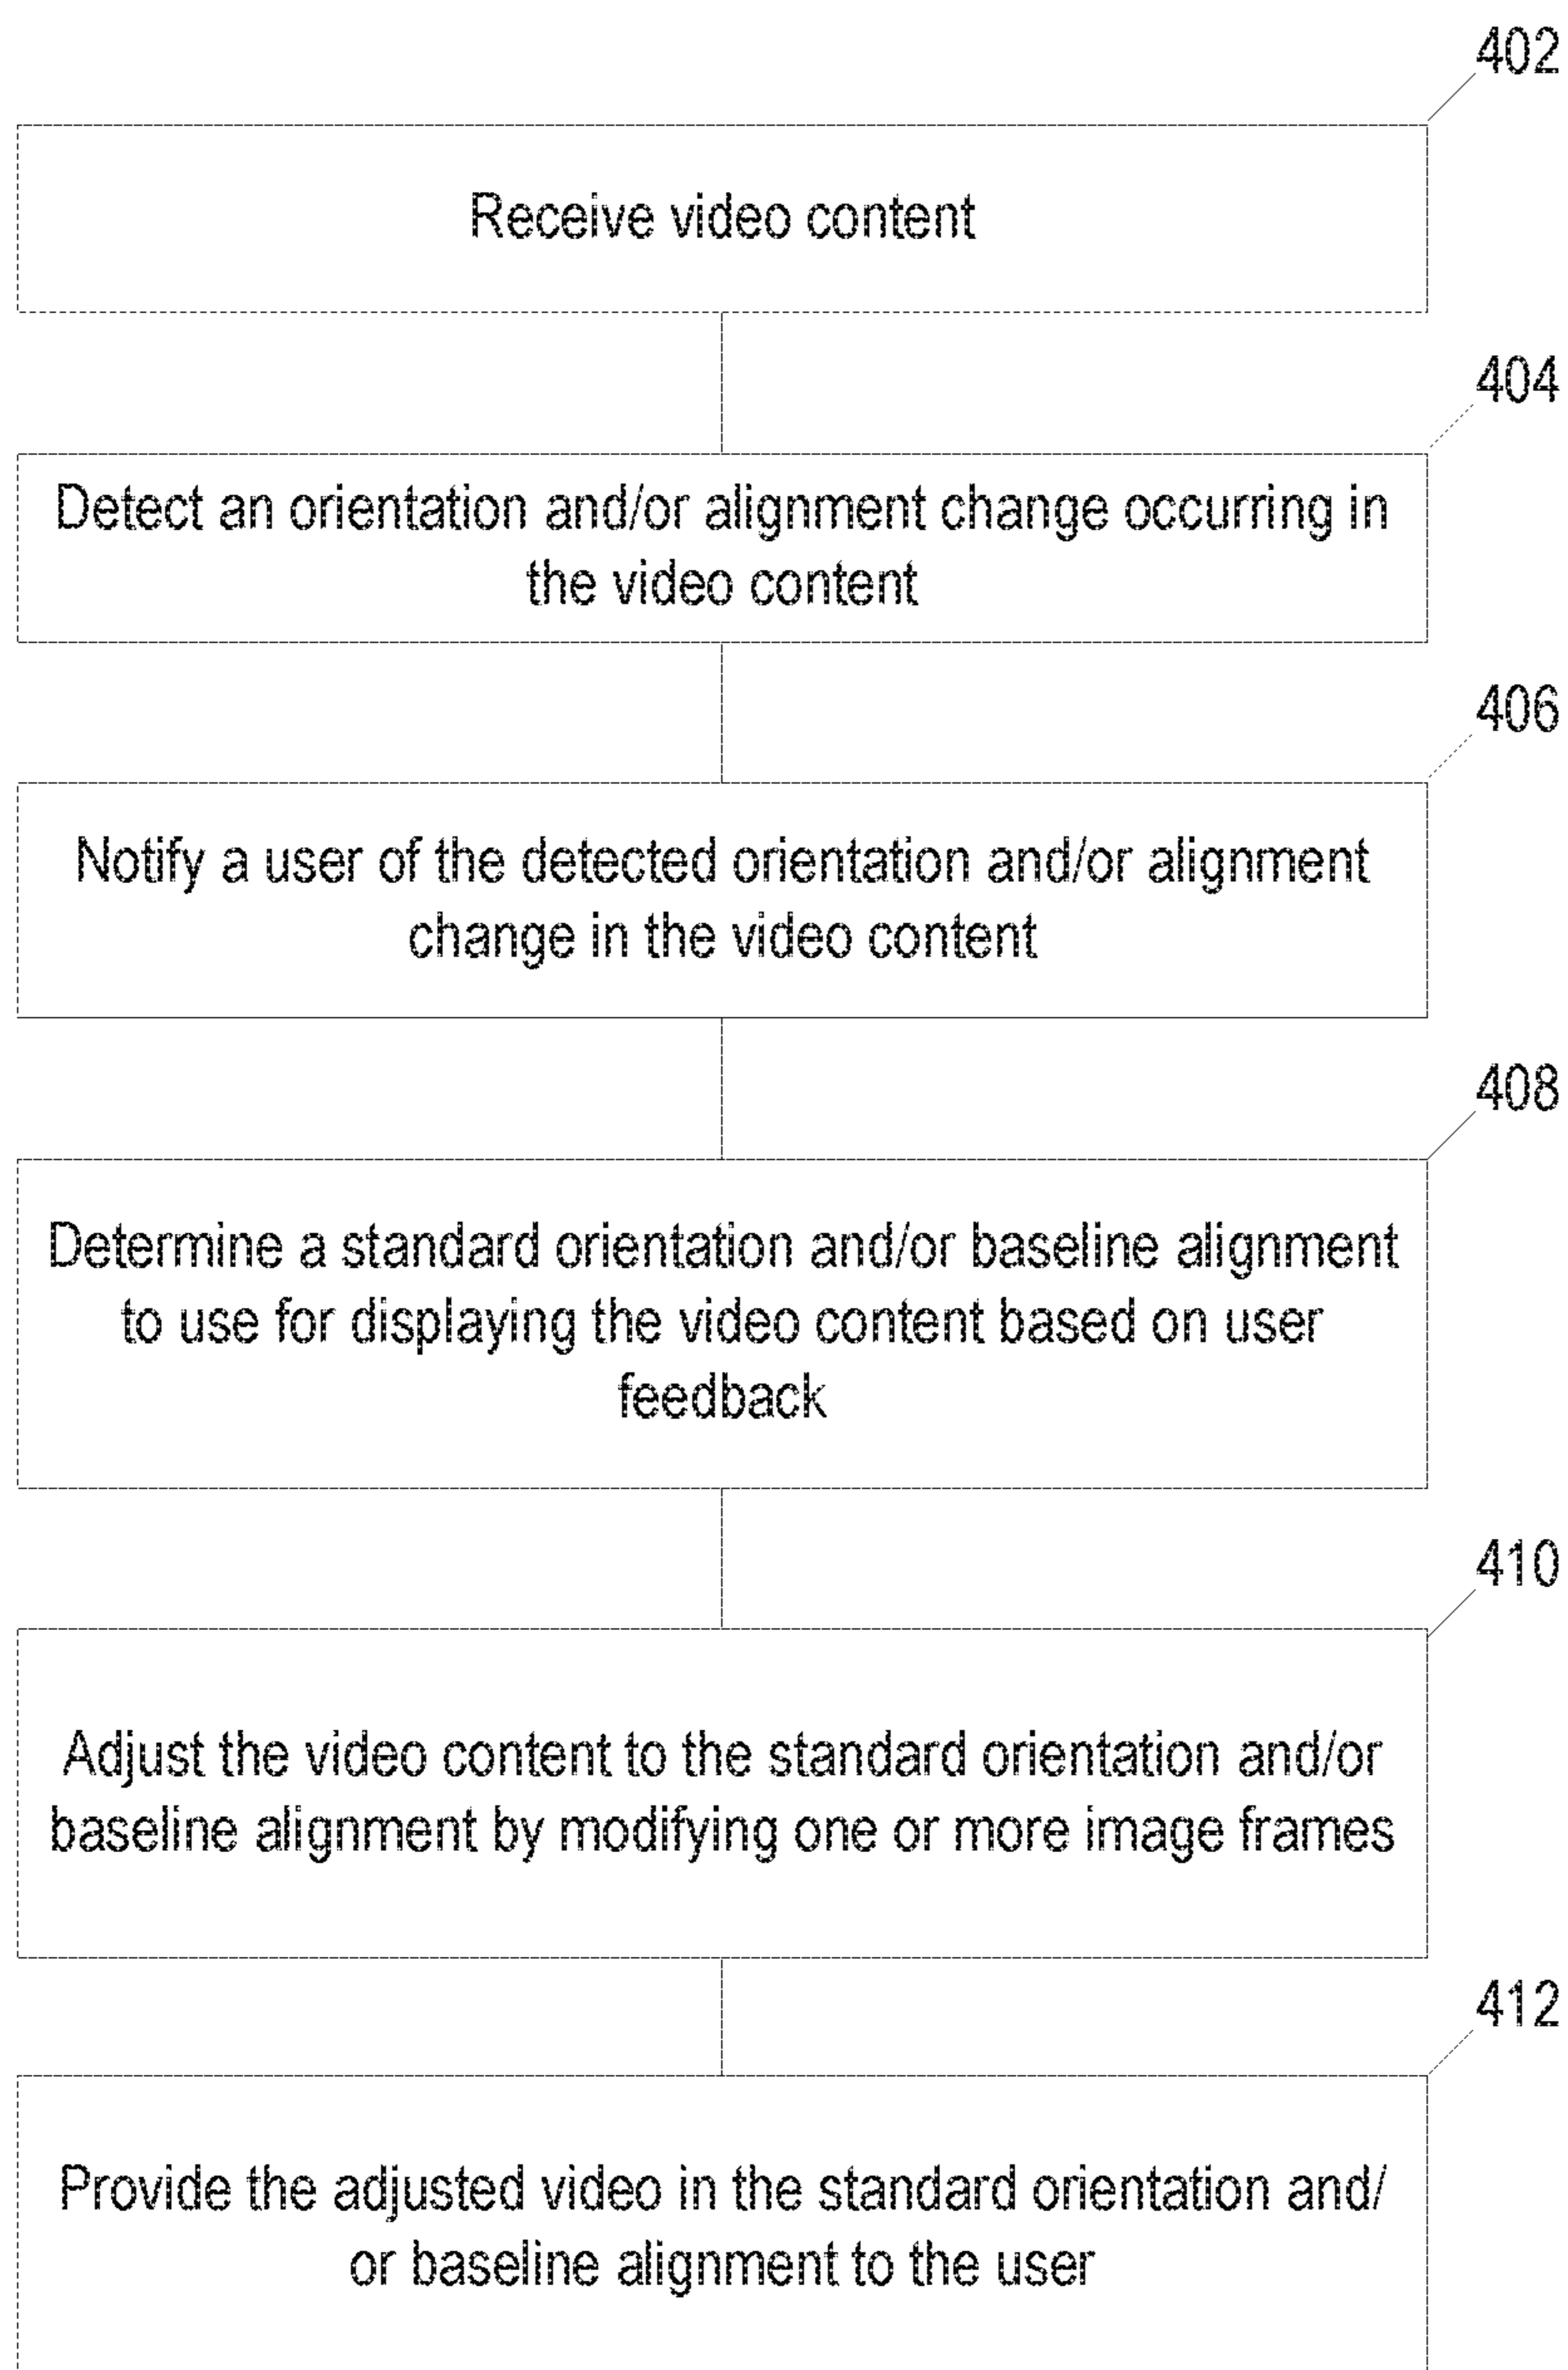 402
Receive video content
404
Detect an orientation and/or alignment change occurring in
the video content
406
Notify a user of the detected orientation and/or alignment
change in the video content
408
Determine a standard orientation and/or baseline alignment
to use for displaying the video content based on user
feedback
410
Adjust the video content to the standard orientation and/or
baseline alignment by modifying one or more image frames
412
Provide the adjusted video in the standard orientation and/
or baseline alignment to the user